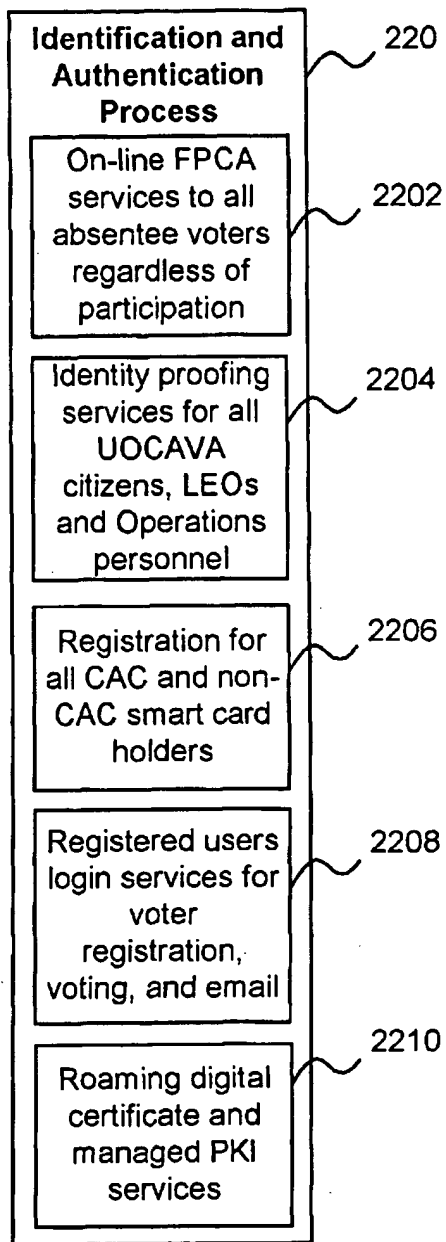 Identification and
Authentication
Process
220
On-line FPCA
services to all
absentee voters
regardless of
participation
2202
Identity proofing
services for all
UOCAVA
citizens, LEOs
and Operations
personnel
2204
Registration for
all CAC and non-
CAC smart card
holders
2206
Registered users
login services for
voter
registration,
voting, and email
2208
Roaming digital
certificate and
managed PKI
services
2210